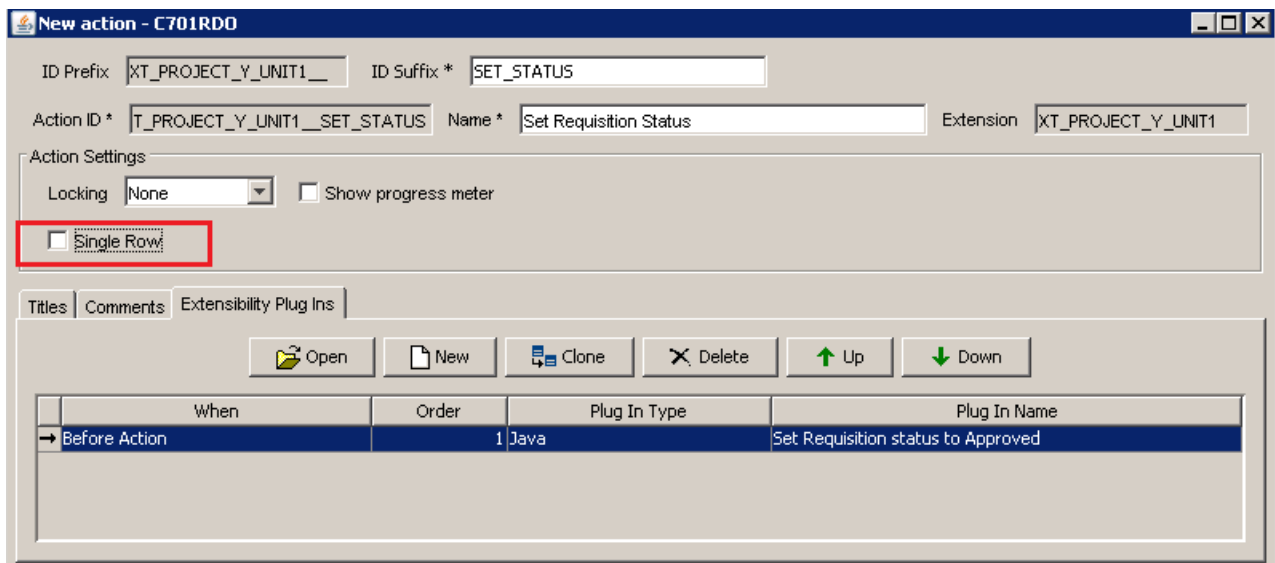 New action - C701RDO
ID Prefix XT_PROJECT_Y_UNIT1__ ID Suffix * SET_STATUS
Action ID * T_PROJECT_Y_UNIT1__SET_STATUS Name * Set Requisition Status Extension XT_PROJECT_Y_UNIT1
Action Settings
Locking None Show progress meter
Single Row
Titles Comments Extensibility Plug Ins
Open New Clone Delete Up Down
When Order Plug In Type Plug In Name
Before Action 1 Java Set Requisition status to Approved